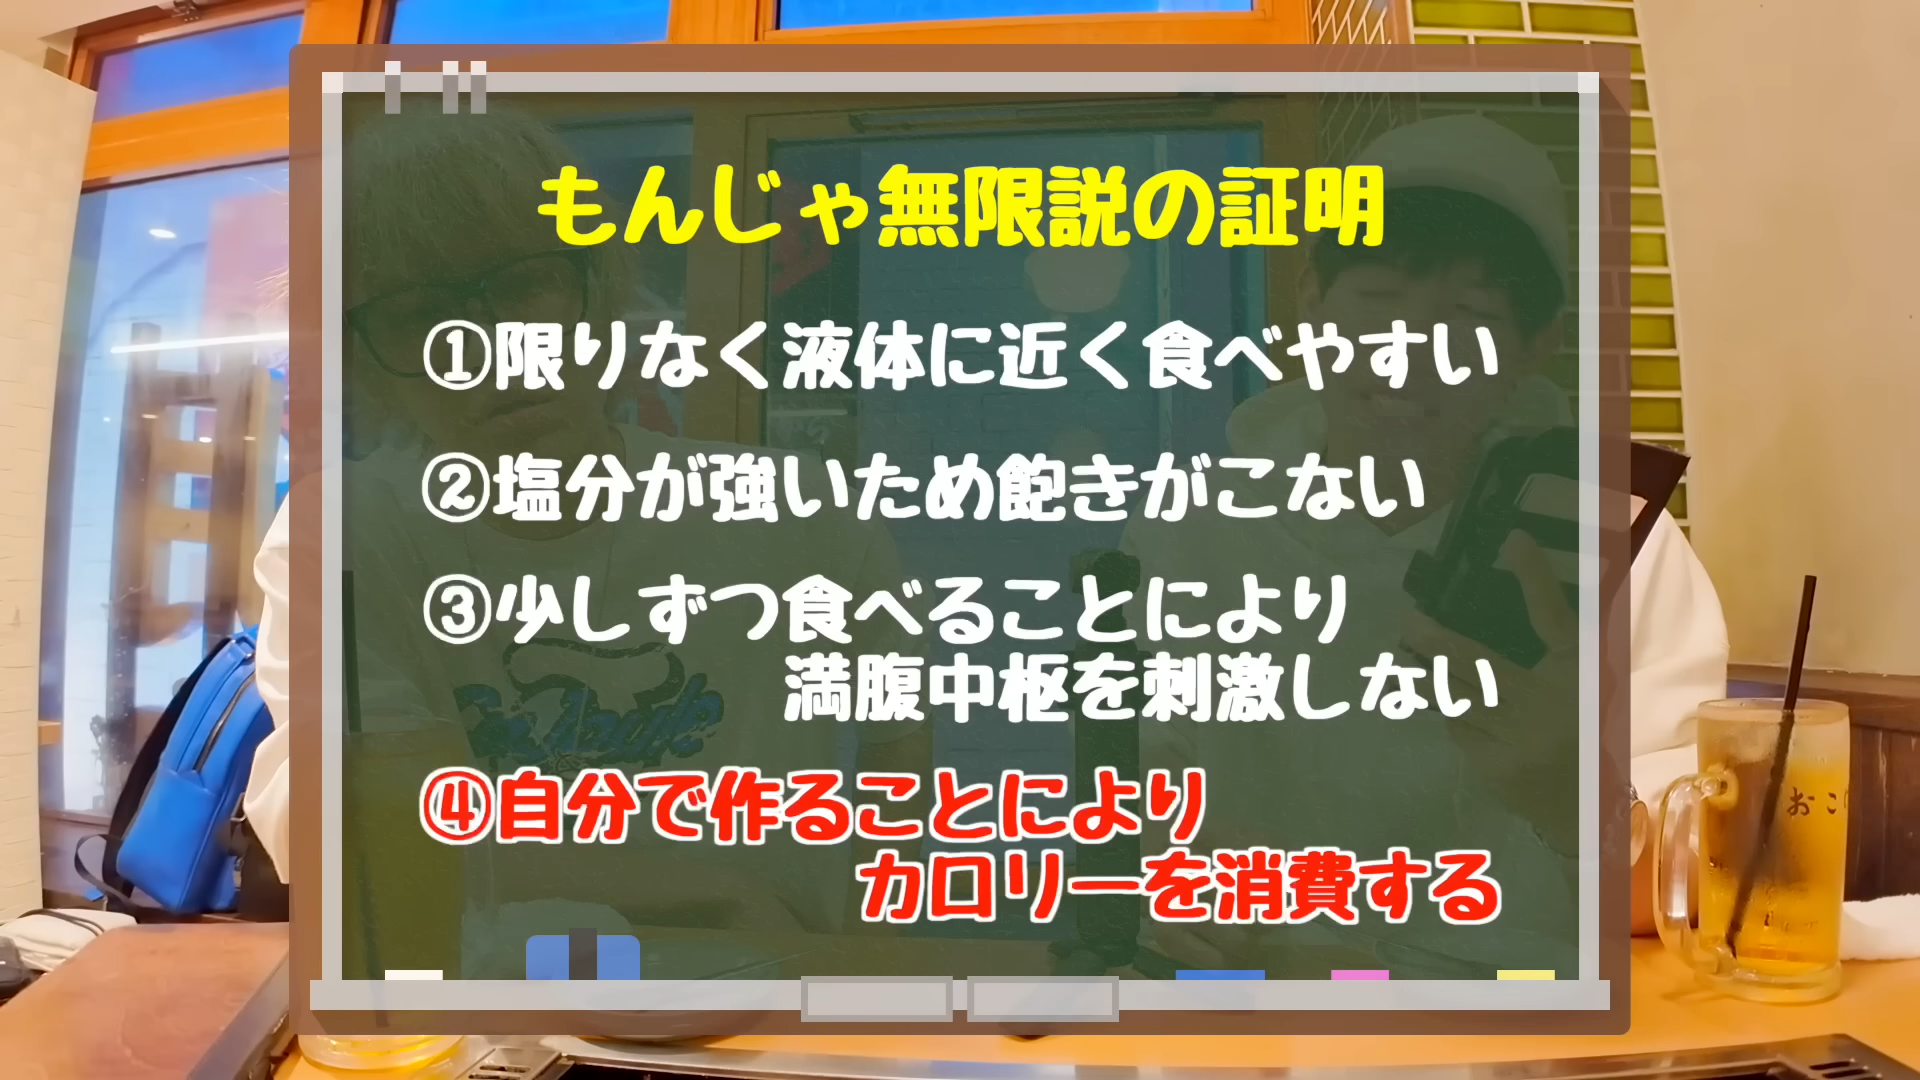 もんじゃ無限説の証明
①限りなく液体に近く食べやすい
②塩分が強いため飽きがこない
③少しずつ食べることにより
満腹中枢を刺激しない
④自分で作ることにより
カロリーを消費する
おこ